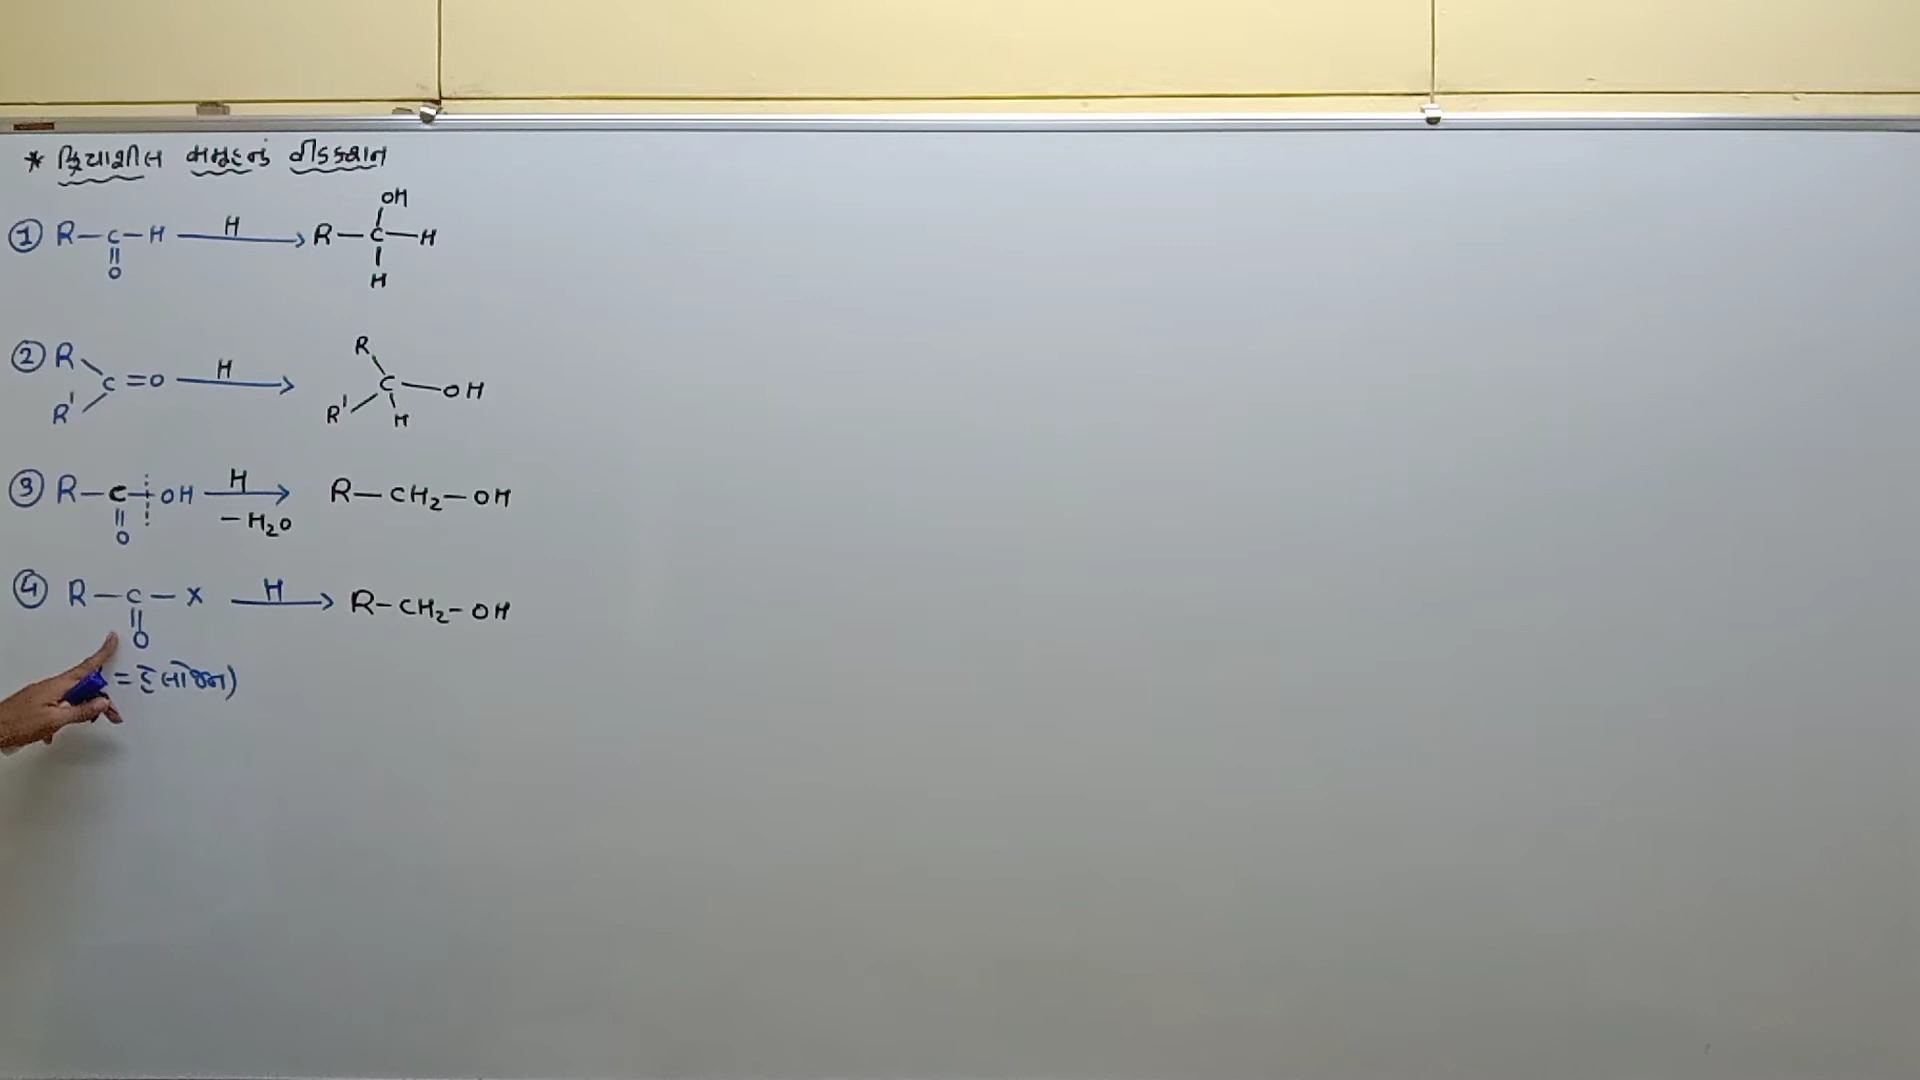 * ક્રિયાશીલ સમૂહનું રીડક્શન
① R—C—H —H→ R—C—H
OH
||
O
H
② R
C=O —H→
R'
R
C—OH
R'
H
③ R—C—OH —H→ R—CH₂—OH
−H₂O
||
O
④ R—C—X —H→ R—CH₂—OH
||
O
= હેલોજન)